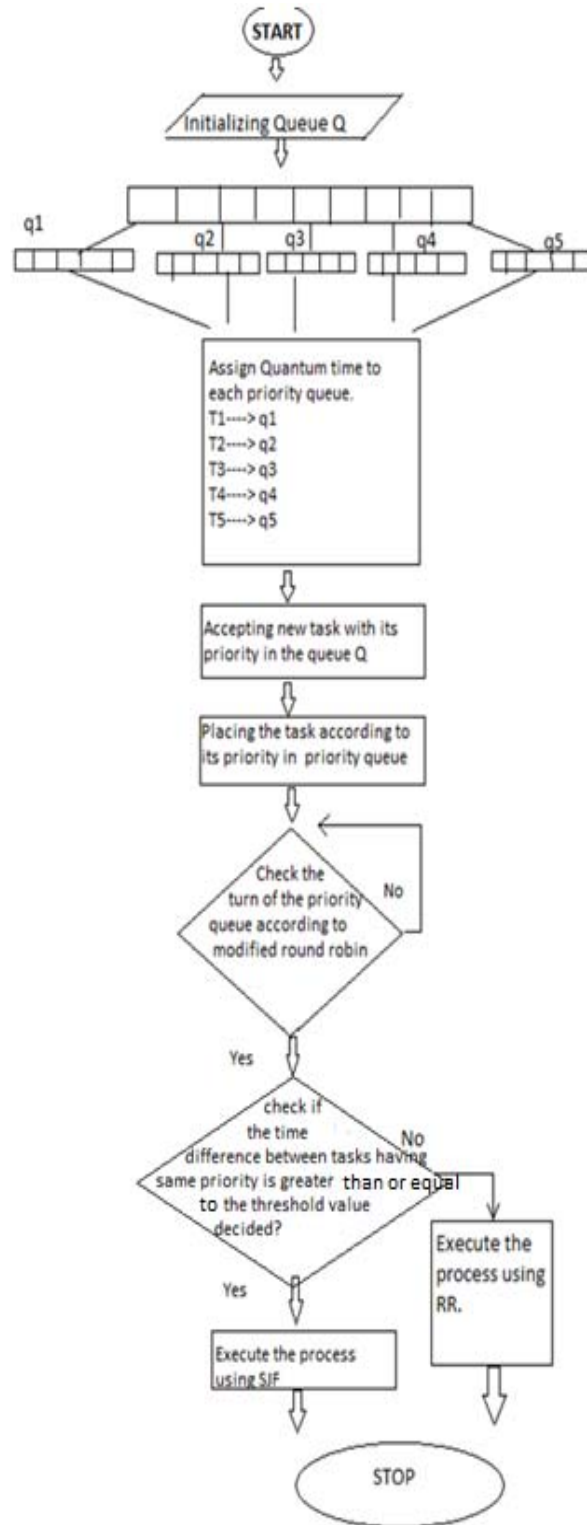 START
Initializing Queue Q
q1
q2
q3
q4
q5
Assign Quantum time to
each priority queue.
T1----> q1
T2----> q2
T3----> q3
T4----> q4
T5----> q5
Accepting new task with its
priority in the queue Q
Placing the task according to
its priority in priority queue
Check the
turn of the priority
queue according to
modified round robin
No
Yes
check if
the time
difference between tasks having
same priority is greater than or equal
to the threshold value
decided?
No
Yes
Execute the
process using
RR.
Execute the process
using SJF
STOP